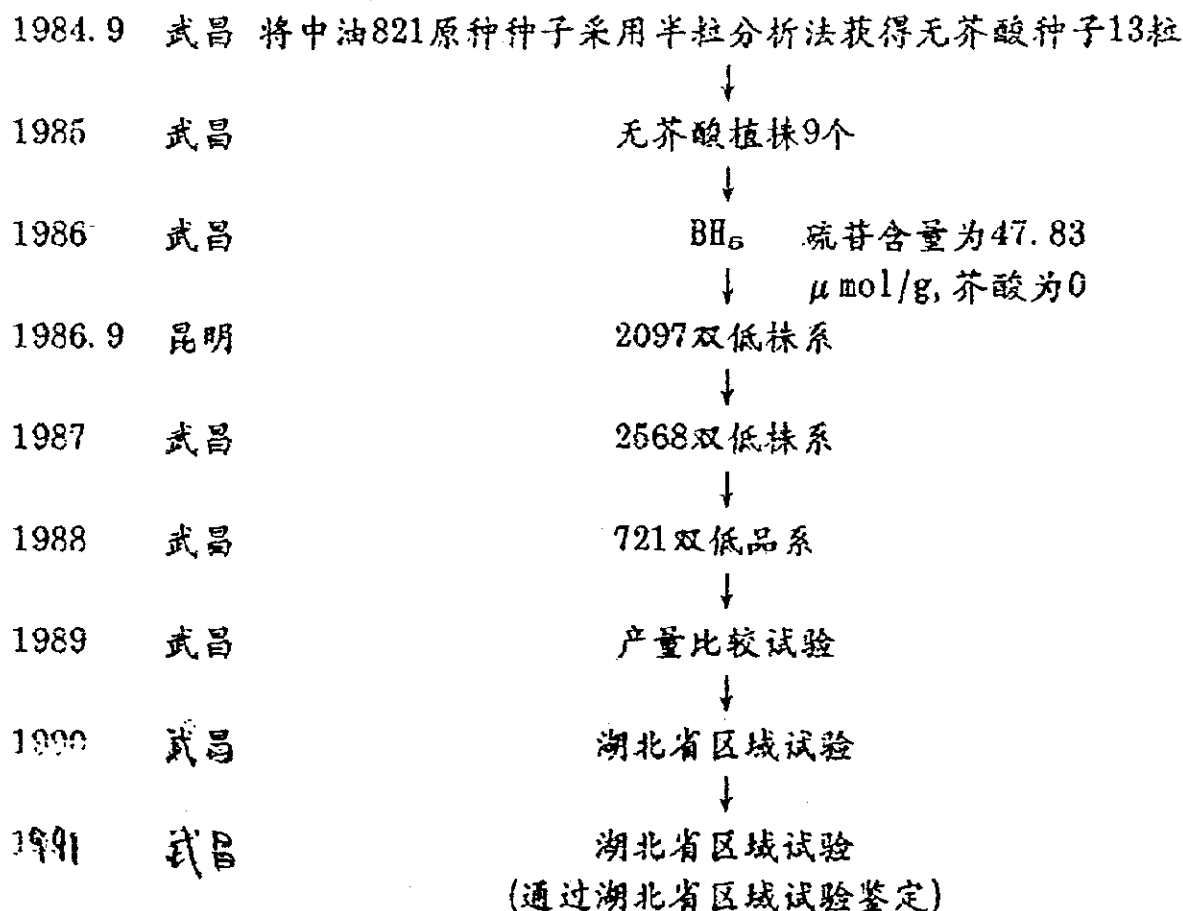 1984.9 武昌 将中油821原种种子采用半粒分析法获得无芥酸种子13粒
↓
1985 武昌 无芥酸植株9个
↓
1986 武昌 BH₅ 硫苷含量为47.83
↓ μmol/g,芥酸为0
1986.9 昆明 2097双低株系
↓
1987 武昌 2568双低株系
↓
1988 武昌 721双低品系
↓
1989 武昌 产量比较试验
↓
1990 武昌 湖北省区域试验
↓
1991 武昌 湖北省区域试验
(通过湖北省区域试验鉴定)